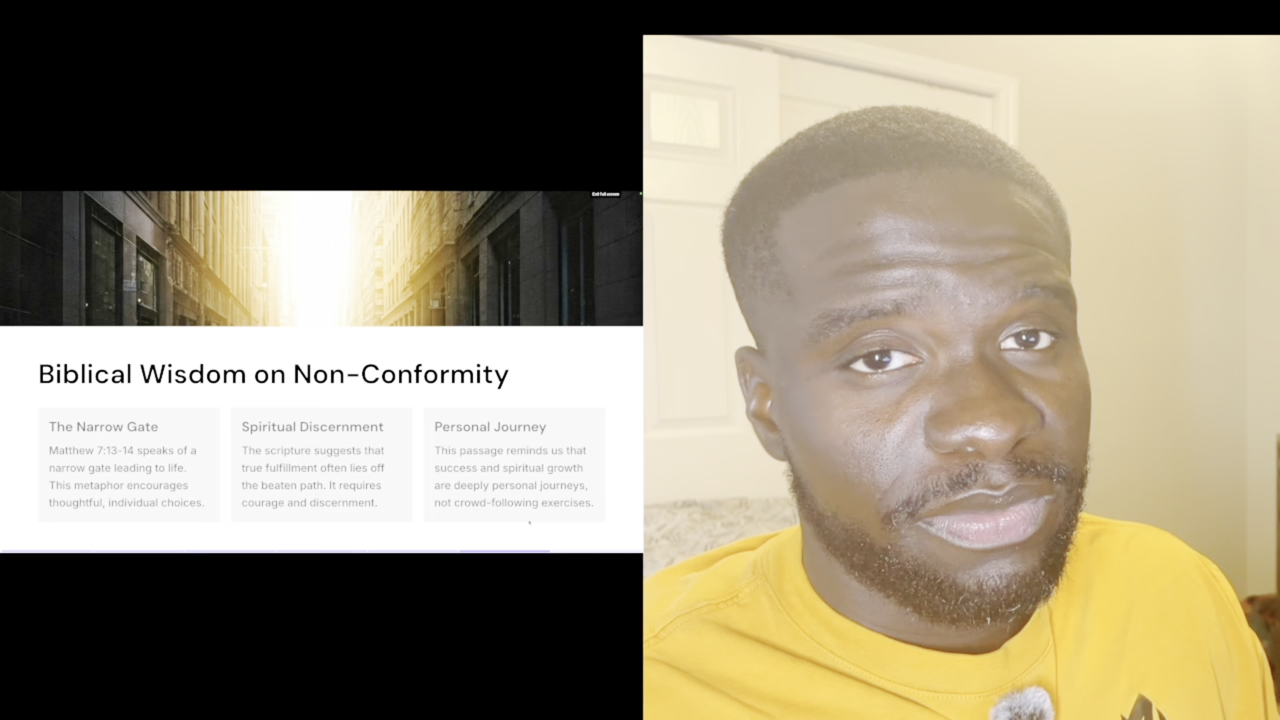 Exit full screen
Biblical Wisdom on Non-Conformity
The Narrow Gate
Matthew 7:13-14 speaks of a
narrow gate leading to life.
This metaphor encourages
thoughtful, individual choices.
Spiritual Discernment
The scripture suggests that
true fulfillment often lies off
the beaten path. It requires
courage and discernment.
Personal Journey
This passage reminds us that
success and spiritual growth
are deeply personal journeys,
not crowd-following exercises.